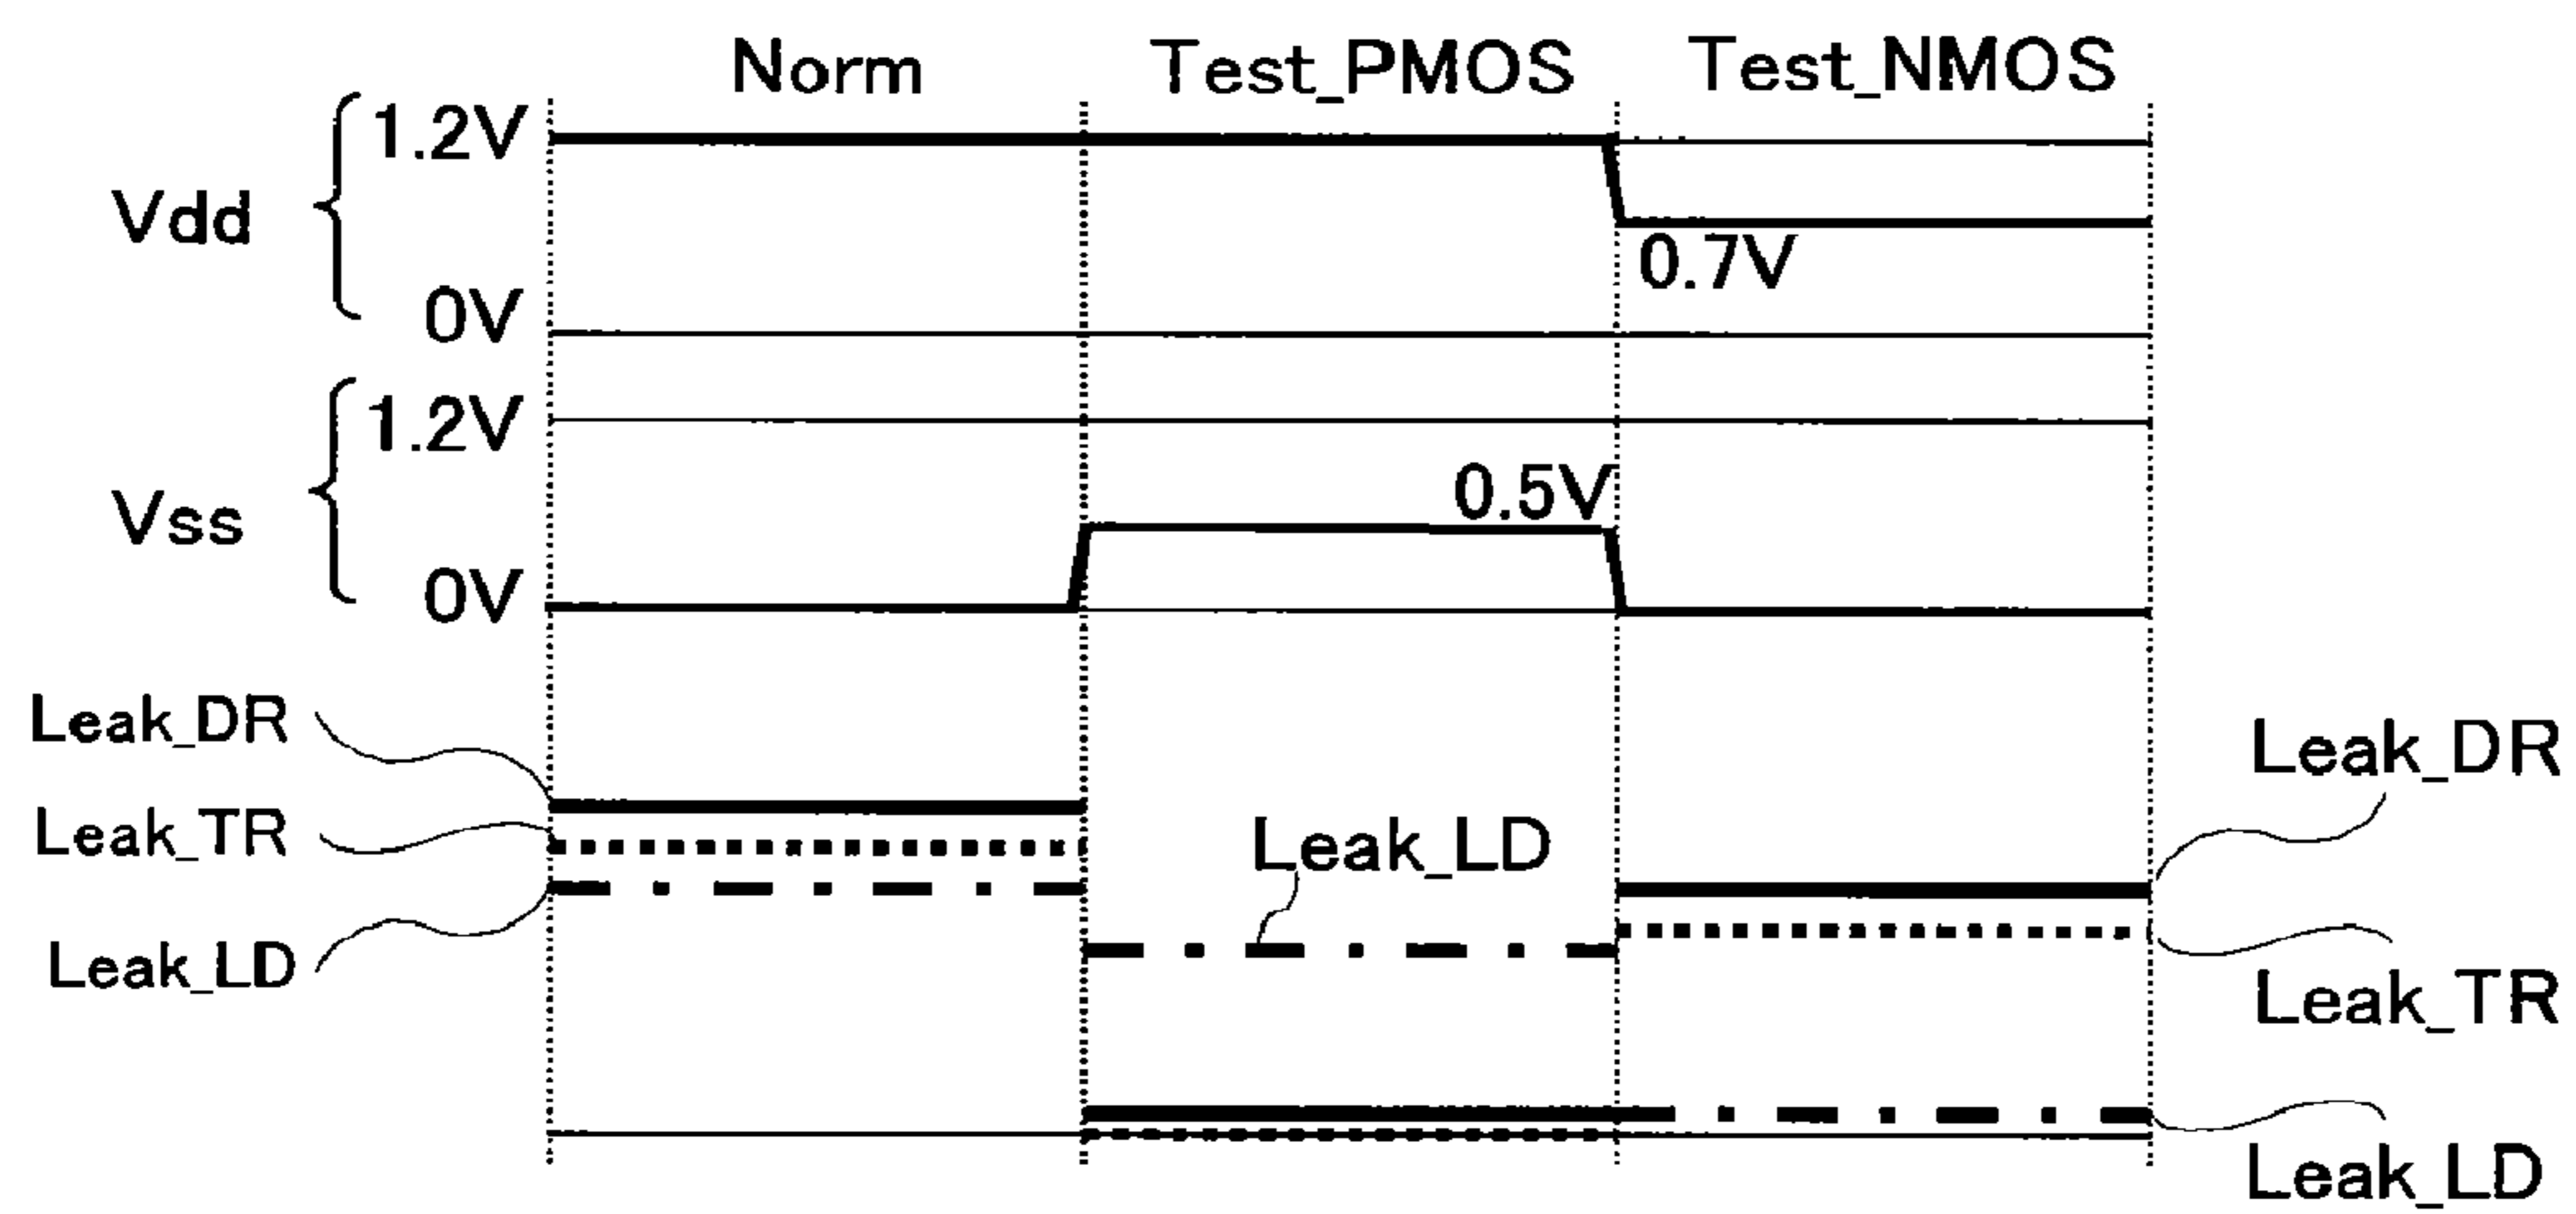 Norm Test_PMOS Test_NMOS
1.2V
Vdd
0.7V
0V
1.2V
0.5V
Vss
0V
Leak_DR
Leak_DR
Leak_TR
Leak_LD
Leak_LD
Leak_TR
Leak_LD